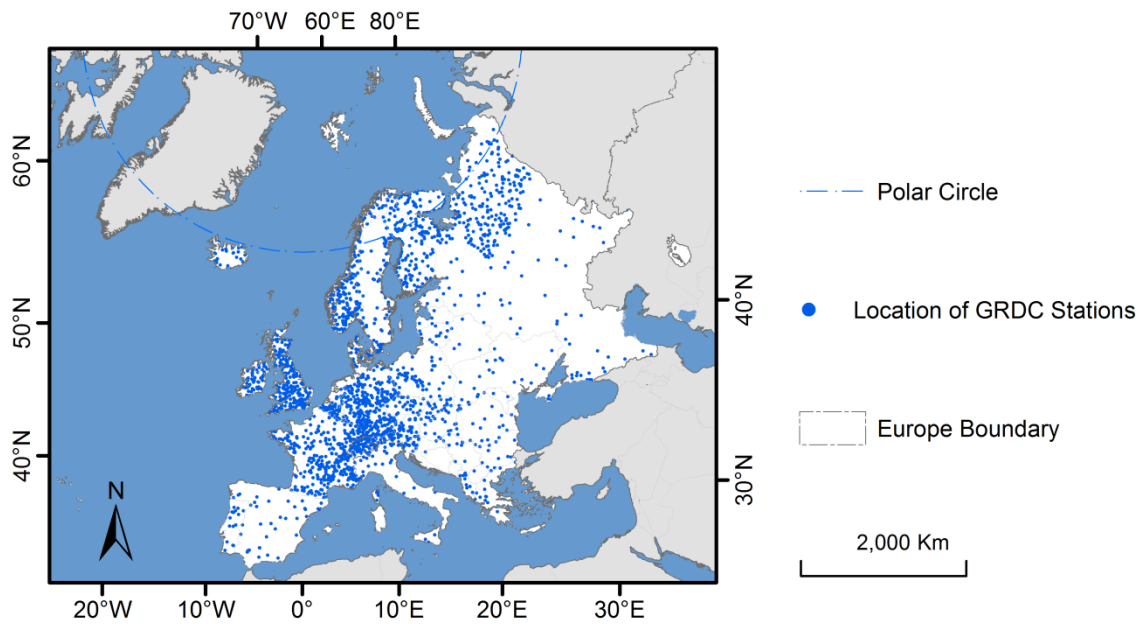 70°W 60°E 80°E
60°N
50°N
40°N
40°N
30°N
N
20°W 10°W 0° 10°E 20°E 30°E
Polar Circle
Location of GRDC Stations
Europe Boundary
2,000 Km